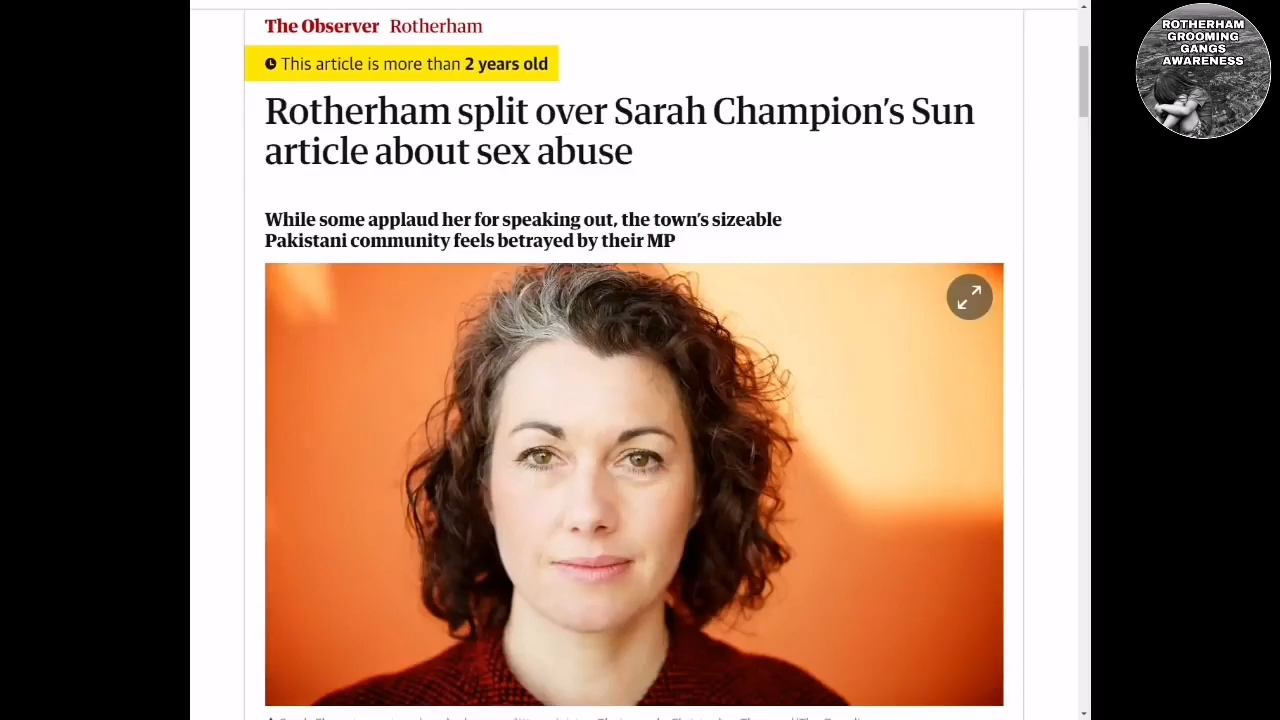 The Observer Rotherham
This article is more than 2 years old
Rotherham split over Sarah Champion's Sun
article about sex abuse
While some applaud her for speaking out, the town's sizeable
Pakistani community feels betrayed by their MP
ROTHERHAM
GROOMING
GANGS
AWARENESS